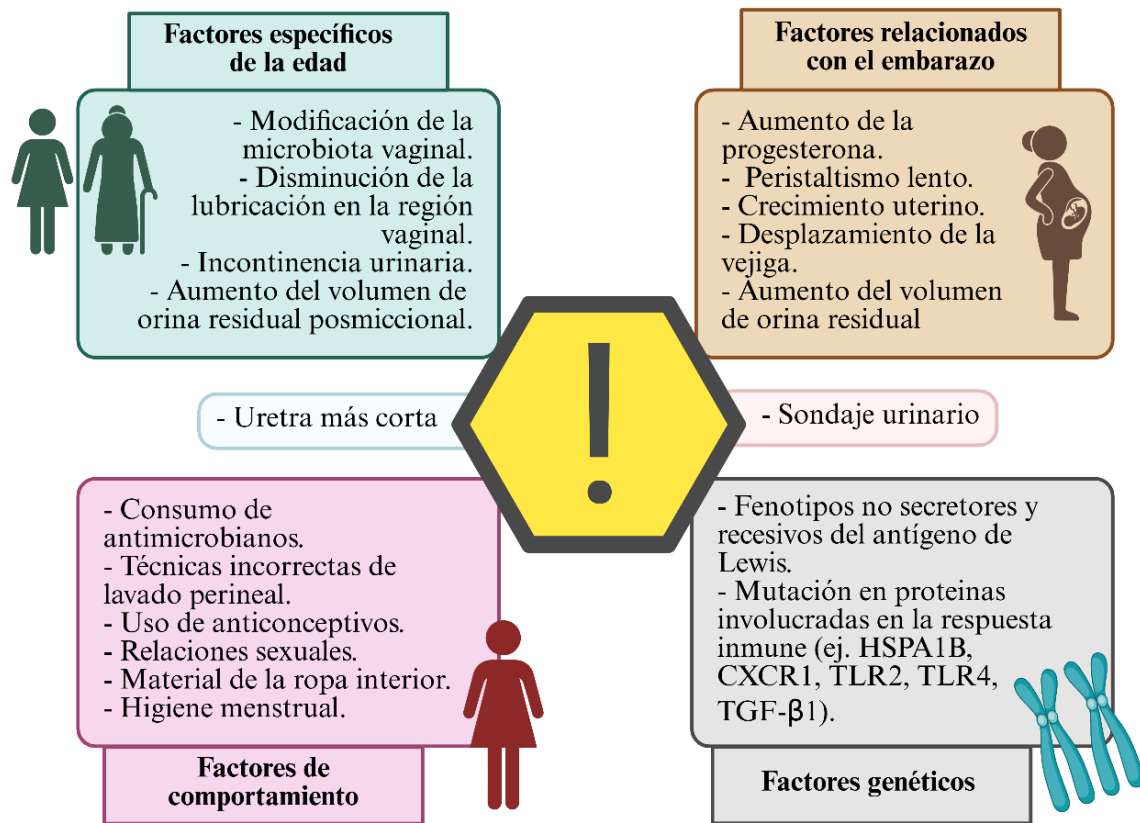 Factores específicos
de la edad
- Modificación de la
microbiota vaginal.
- Disminución de la
lubricación en la región
vaginal.
- Incontinencia urinaria.
- Aumento del volumen de
orina residual posmiccional.
Factores relacionados
con el embarazo
- Aumento de la
progesterona.
- Peristaltismo lento.
- Crecimiento uterino.
- Desplazamiento de la
vejiga.
- Aumento del volumen
de orina residual
- Uretra más corta
!
- Sondaje urinario
- Consumo de
antimicrobianos.
- Técnicas incorrectas de
lavado perineal.
- Uso de anticonceptivos.
- Relaciones sexuales.
- Material de la ropa interior.
- Higiene menstrual.
Factores de
comportamiento
- Fenotipos no secretores y
recesivos del antígeno de
Lewis.
- Mutación en proteinas
involucradas en la respuesta
inmune (ej. HSPA1B,
CXCR1, TLR2, TLR4,
TGF-β1).
Factores genéticos